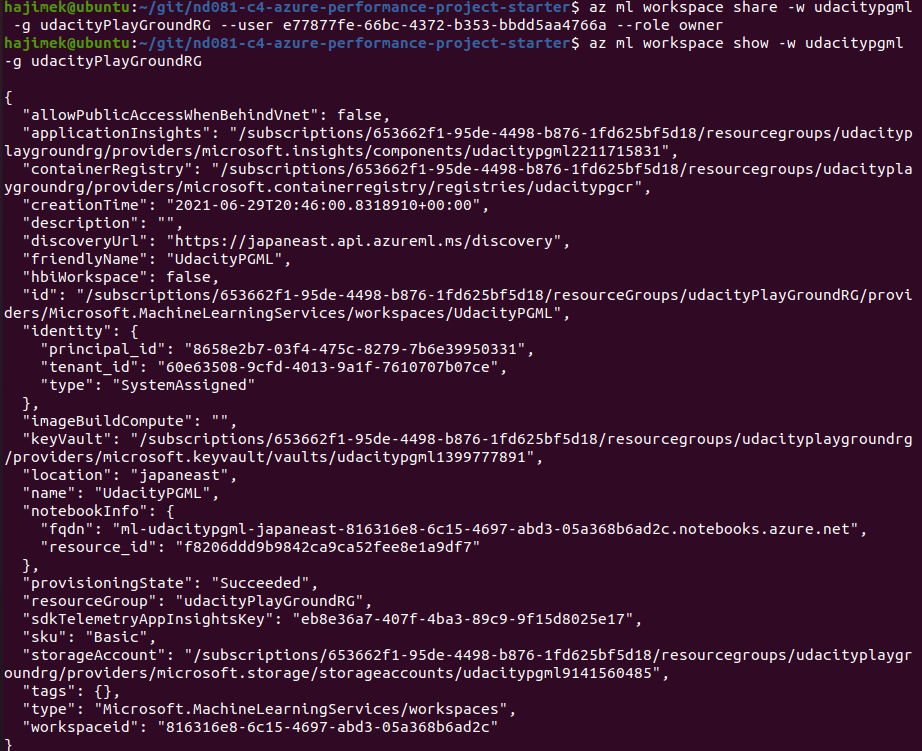 hajimek@ubuntu:~/git/nd081-c4-azure-performance-project-starter$ az ml workspace share -w udacitypgml
 -g udacityPlayGroundRG --user e77877fe-66bc-4372-b353-bbdd5aa4766a --role owner
hajimek@ubuntu:~/git/nd081-c4-azure-performance-project-starter$ az ml workspace show -w udacitypgml
-g udacityPlayGroundRG
{
  "allowPublicAccessWhenBehindVnet": false,
  "applicationInsights": "/subscriptions/653662f1-95de-4498-b876-1fd625bf5d18/resourcegroups/udacityp
laygroundrg/providers/microsoft.insights/components/udacitypgml2211715831",
  "containerRegistry": "/subscriptions/653662f1-95de-4498-b876-1fd625bf5d18/resourcegroups/udacitypla
ygroundrg/providers/microsoft.containerregistry/registries/udacitypgcr",
  "creationTime": "2021-06-29T20:46:00.8318910+00:00",
  "description": "",
  "discoveryUrl": "https://japaneast.api.azureml.ms/discovery",
  "friendlyName": "UdacityPGML",
  "hbiWorkspace": false,
  "id": "/subscriptions/653662f1-95de-4498-b876-1fd625bf5d18/resourceGroups/udacityPlayGroundRG/provi
ders/Microsoft.MachineLearningServices/workspaces/UdacityPGML",
  "identity": {
    "principal_id": "8658e2b7-03f4-475c-8279-7b6e39950331",
    "tenant_id": "60e63508-9cfd-4013-9a1f-7610707b07ce",
    "type": "SystemAssigned"
  },
  "imageBuildCompute": "",
  "keyVault": "/subscriptions/653662f1-95de-4498-b876-1fd625bf5d18/resourcegroups/udacityplaygroundrg
/providers/microsoft.keyvault/vaults/udacitypgml1399777891",
  "location": "japaneast",
  "name": "UdacityPGML",
  "notebookInfo": {
    "fqdn": "ml-udacitypgml-japaneast-816316e8-6c15-4697-abd3-05a368b6ad2c.notebooks.azure.net",
    "resource_id": "f8206ddd9b9842ca9ca52fee8e1a9df7"
  },
  "provisioningState": "Succeeded",
  "resourceGroup": "udacityPlayGroundRG",
  "sdkTelemetryAppInsightsKey": "eb8e36a7-407f-4ba3-89c9-9f15d8025e17",
  "sku": "Basic",
  "storageAccount": "/subscriptions/653662f1-95de-4498-b876-1fd625bf5d18/resourcegroups/udacityplaygr
oundrg/providers/microsoft.storage/storageaccounts/udacitypgml9141560485",
  "tags": {},
  "type": "Microsoft.MachineLearningServices/workspaces",
  "workspaceid": "816316e8-6c15-4697-abd3-05a368b6ad2c"
}